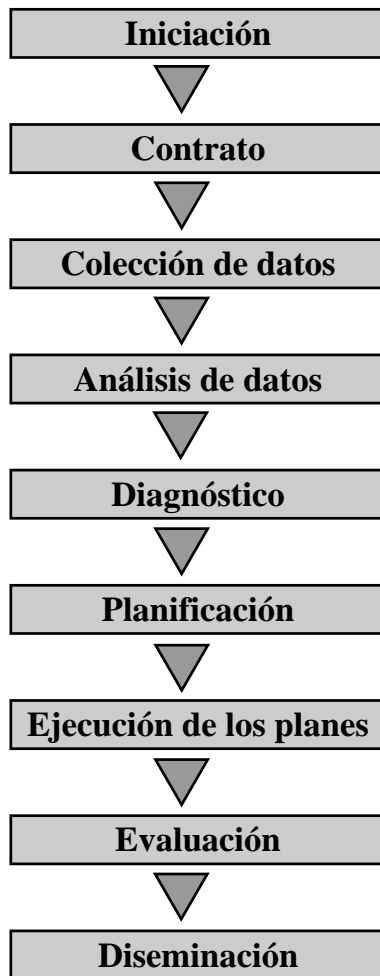 Iniciación
Contrato
Colección de datos
Análisis de datos
Diagnóstico
Planificación
Ejecución de los planes
Evaluación
Diseminación